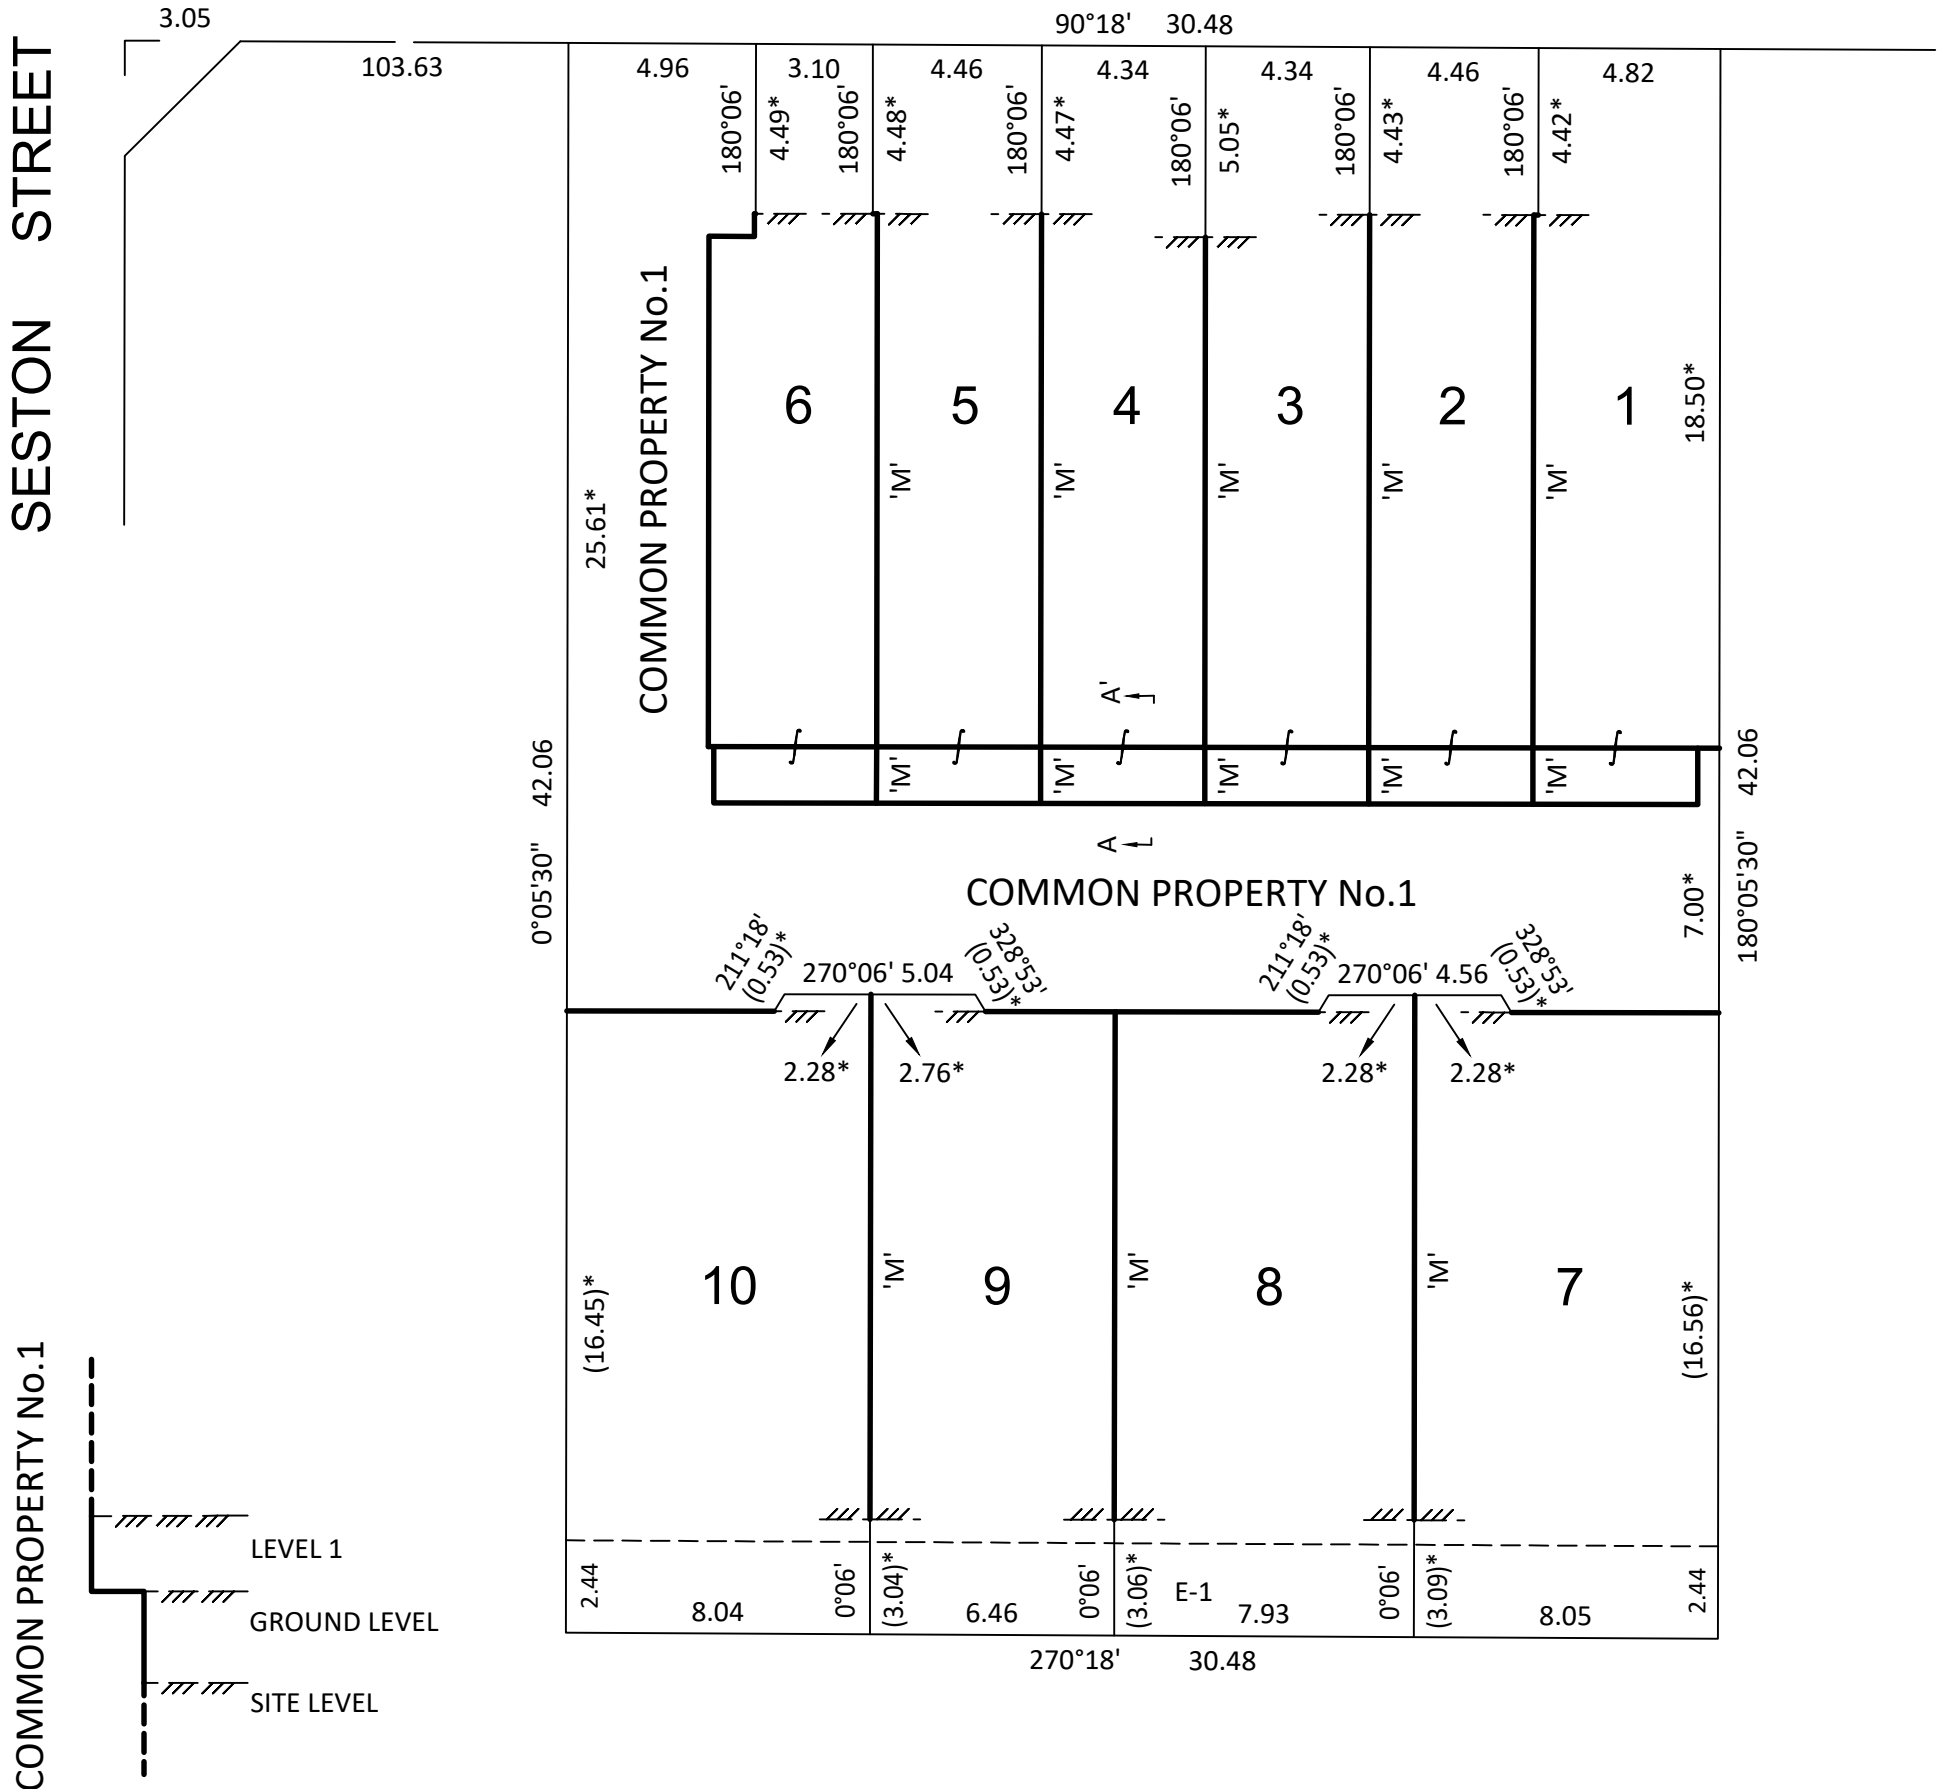 3.05
90°18' 30.48
103.63
4.96
3.10
4.46
4.34
4.34
4.46
4.82
SESTON STREET
180°06'
4.49*
180°06'
4.48*
180°06'
4.47*
180°06'
5.05*
180°06'
4.43*
180°06'
4.42*
COMMON PROPERTY No.1
25.61*
6
5
4
3
2
1
18.50*
'M'
'M'
'M'
'M'
'M'
A'
'M'
'M'
'M'
'M'
'M'
A
0°05'30" 42.06
180°05'30" 42.06
COMMON PROPERTY No.1
7.00*
211°18'
(0.53)*
270°06' 5.04
328°53'
(0.53)*
211°18'
(0.53)*
270°06' 4.56
328°53'
(0.53)*
2.28*
2.76*
2.28*
2.28*
(16.45)*
10
'M'
9
'M'
8
'M'
7
(16.56)*
COMMON PROPERTY No.1
LEVEL 1
GROUND LEVEL
SITE LEVEL
2.44
8.04
0°06'
(3.04)*
6.46
0°06'
(3.06)*
E-1
7.93
0°06'
(3.09)*
8.05
2.44
270°18' 30.48